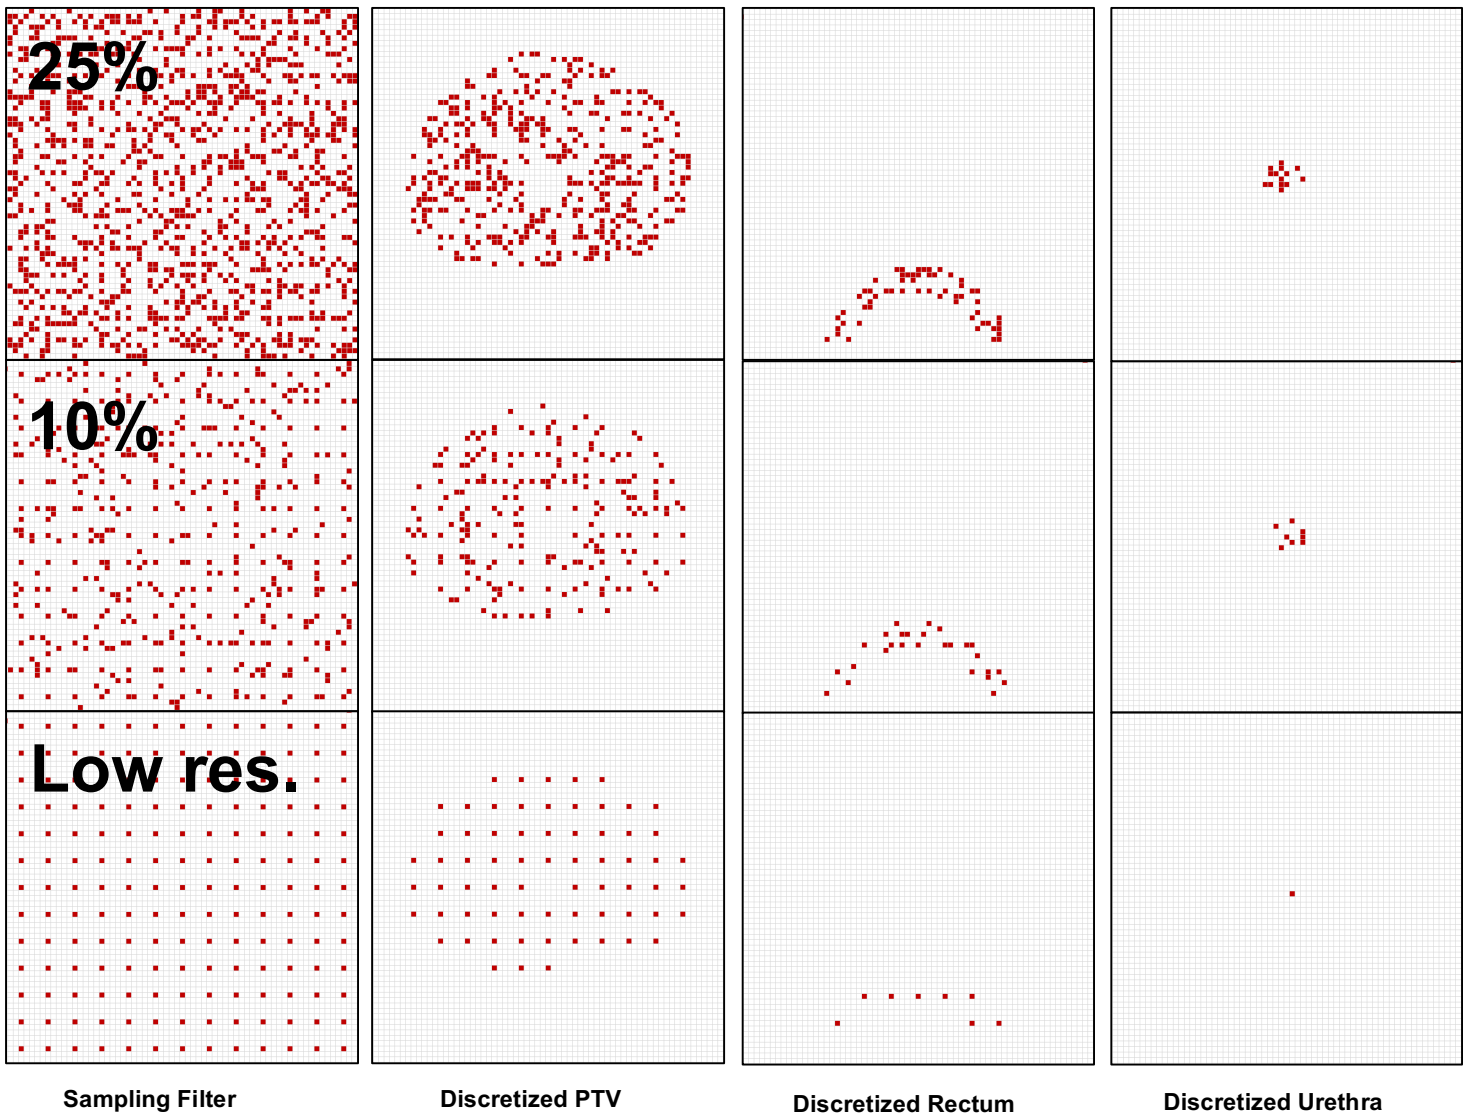 25%
10%
Low res.
Sampling Filter
Discretized PTV
Discretized Rectum
Discretized Urethra